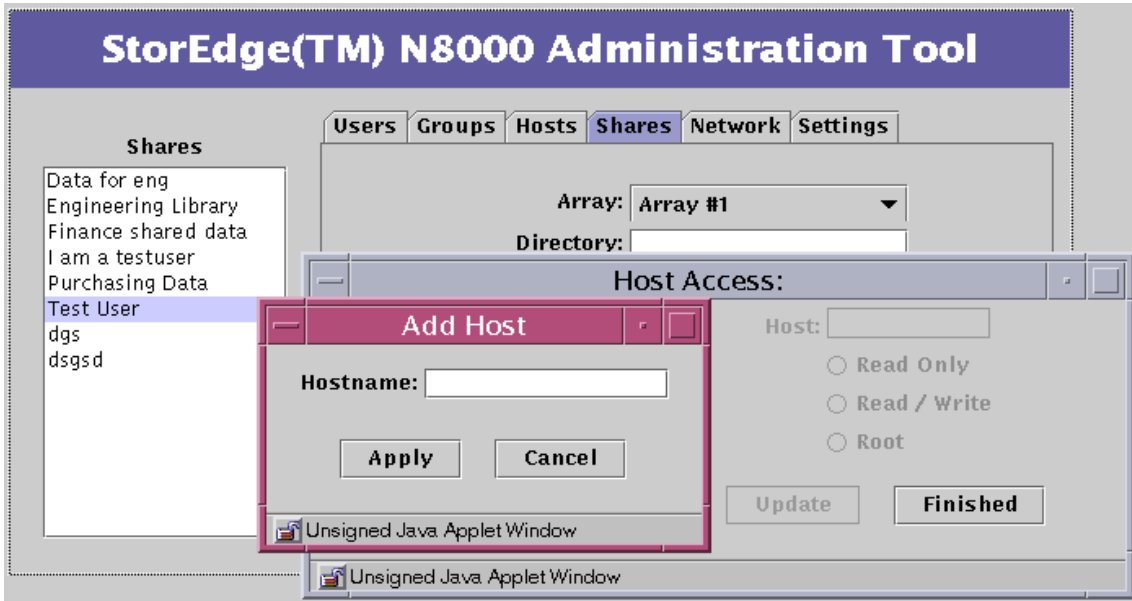 StorEdge(TM) N8000 Administration Tool
Users Groups Hosts Shares Network Settings
Shares
Data for eng
Engineering Library
Finance shared data
I am a testuser
Purchasing Data
Test User
dgs
dsgsd
Array: Array #1
Directory:
Host Access:
Add Host
Hostname:
Apply Cancel
Unsigned Java Applet Window
Host:
Read Only
Read / Write
Root
Update Finished
Unsigned Java Applet Window